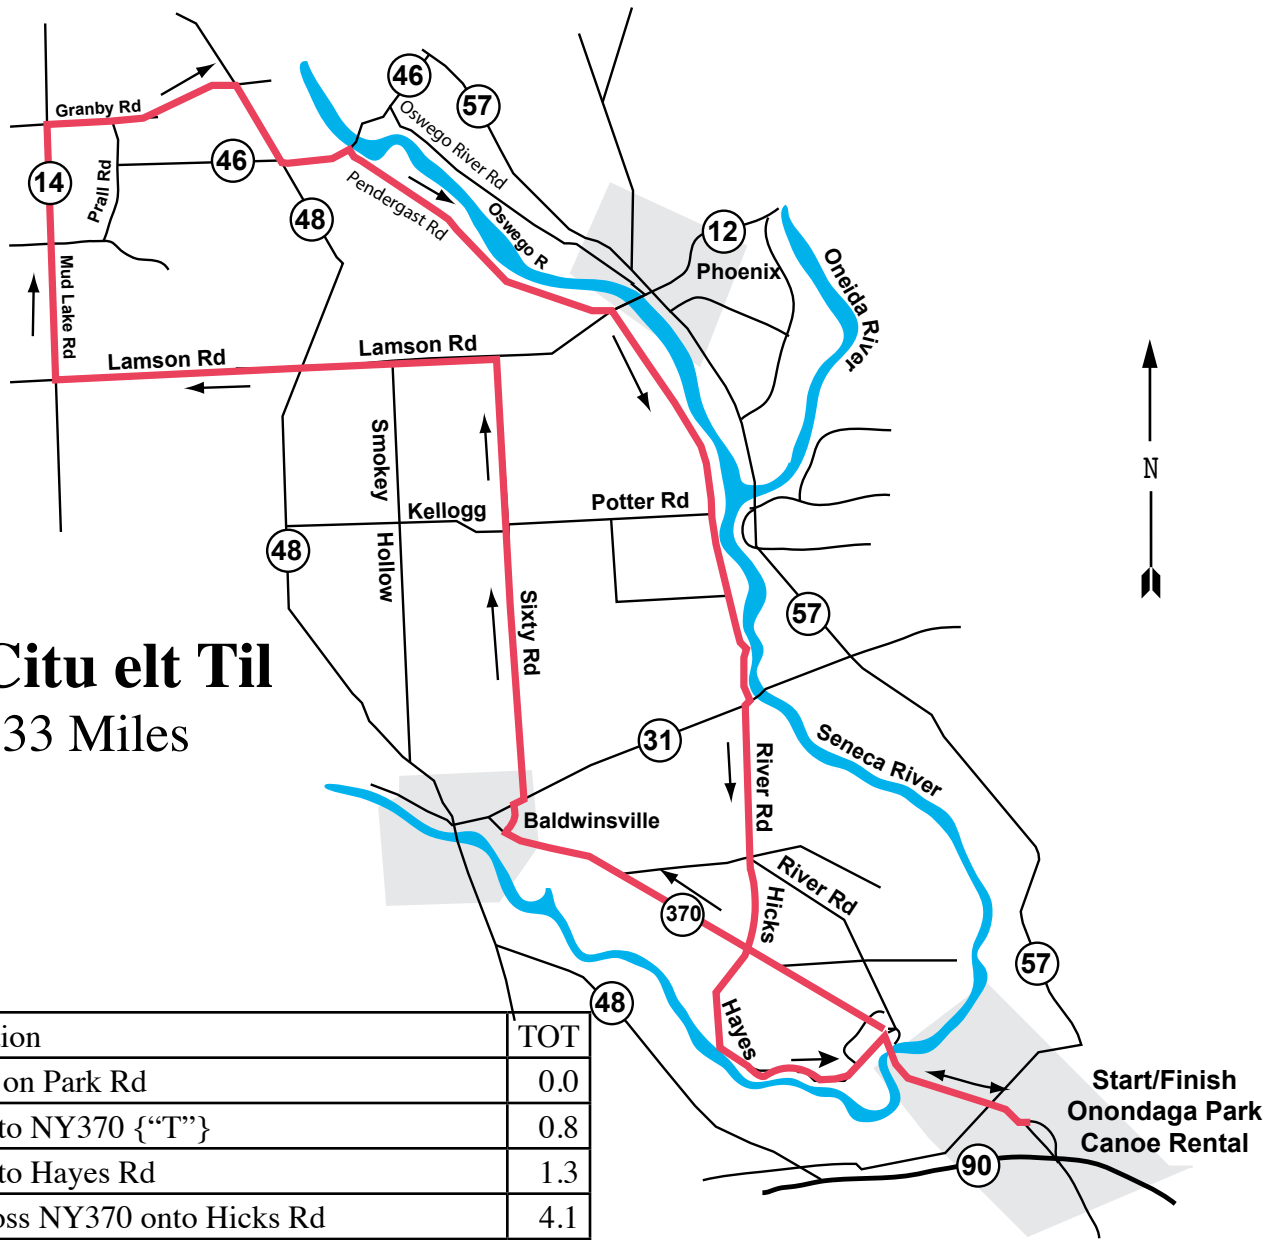 46
57
Granby Rd
Oswego River Rd
46
14
Prall Rd
Pendergast Rd
48
Oswego R
12
Phoenix
Oneida River
Mud Lake Rd
Lamson Rd
Lamson Rd
N
Smokey
Hollow
Kellogg
Potter Rd
48
Sixty Rd
57
Citu elt Til
33 Miles
31
River Rd
Seneca River
Baldwinsville
River Rd
370
Hicks
57
48
Hayes
Start/Finish
Onondaga Park
Canoe Rental
90
tion TOT
on Park Rd 0.0
to NY370 {“T”} 0.8
to Hayes Rd 1.3
oss NY370 onto Hicks Rd 4.1